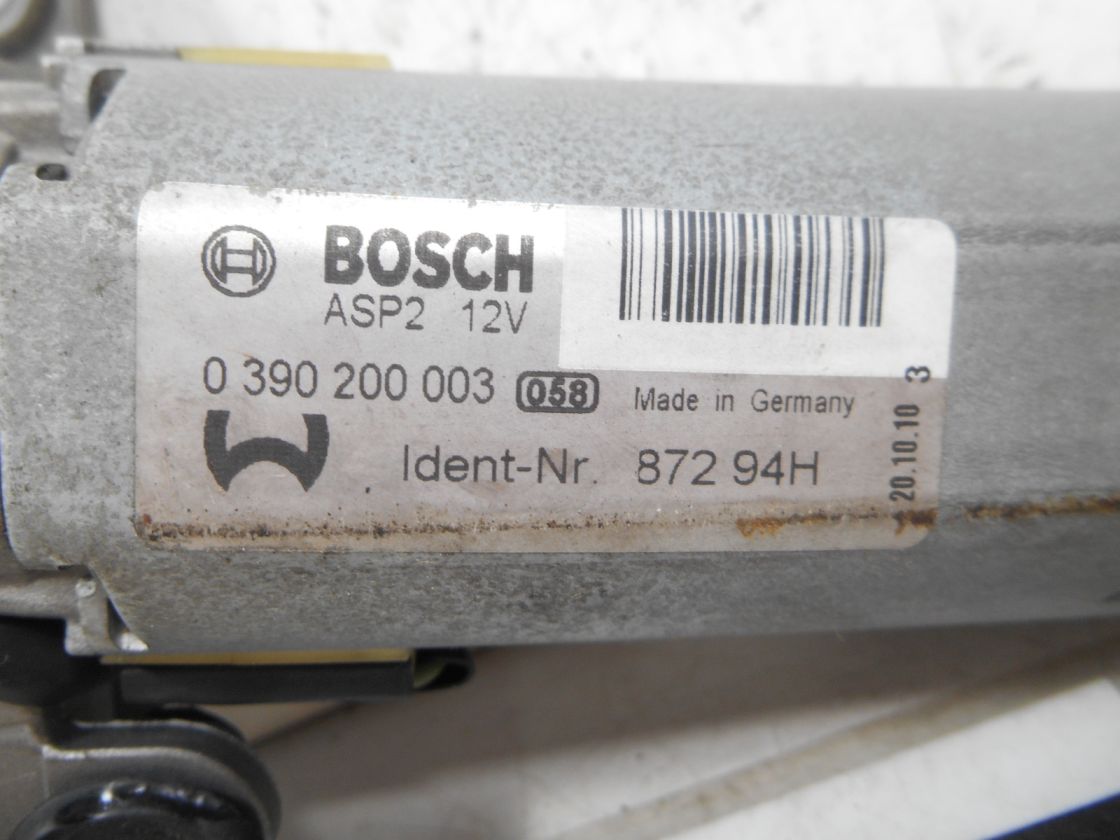 BOSCH
ASP2 12V
0 390 200 003 058
Made in Germany
Ident-Nr. 872 94H
20.10.10 3